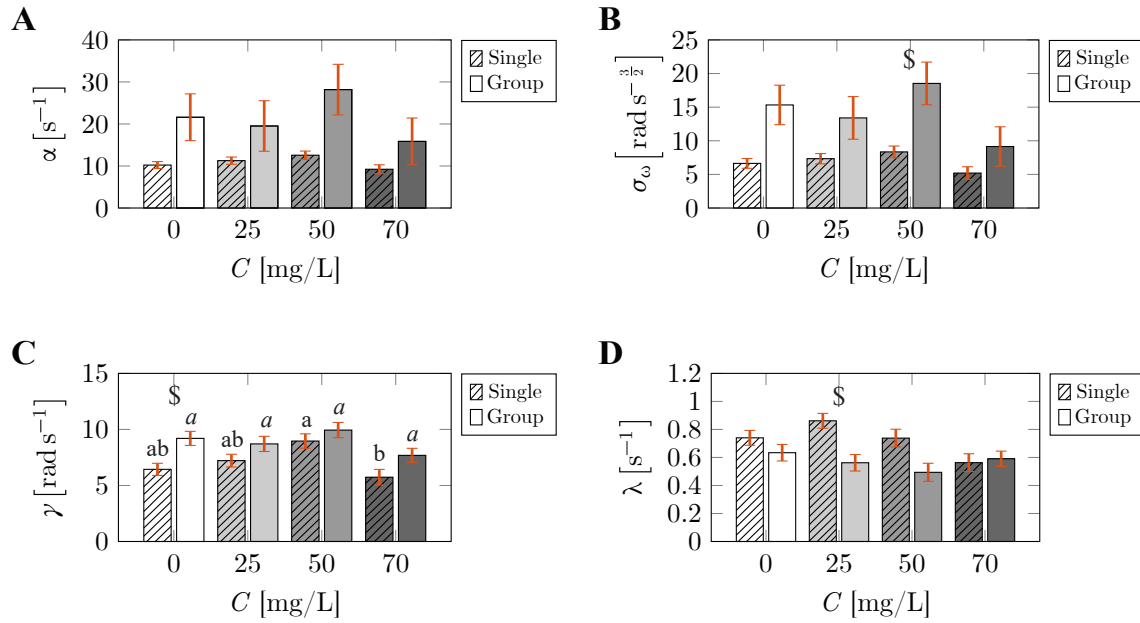 A
α [s⁻¹]
40
30
20
10
0
0 25 50 70
C [mg/L]
Single
Group
B
σ_ω [rad s^{-3/2}]
25
20
15
10
5
0
$
0 25 50 70
C [mg/L]
Single
Group
C
γ [rad s⁻¹]
15
10
5
0
$
ab a ab a a a b a
0 25 50 70
C [mg/L]
Single
Group
D
λ [s⁻¹]
1.2
1
0.8
0.6
0.4
0.2
0
$
0 25 50 70
C [mg/L]
Single
Group